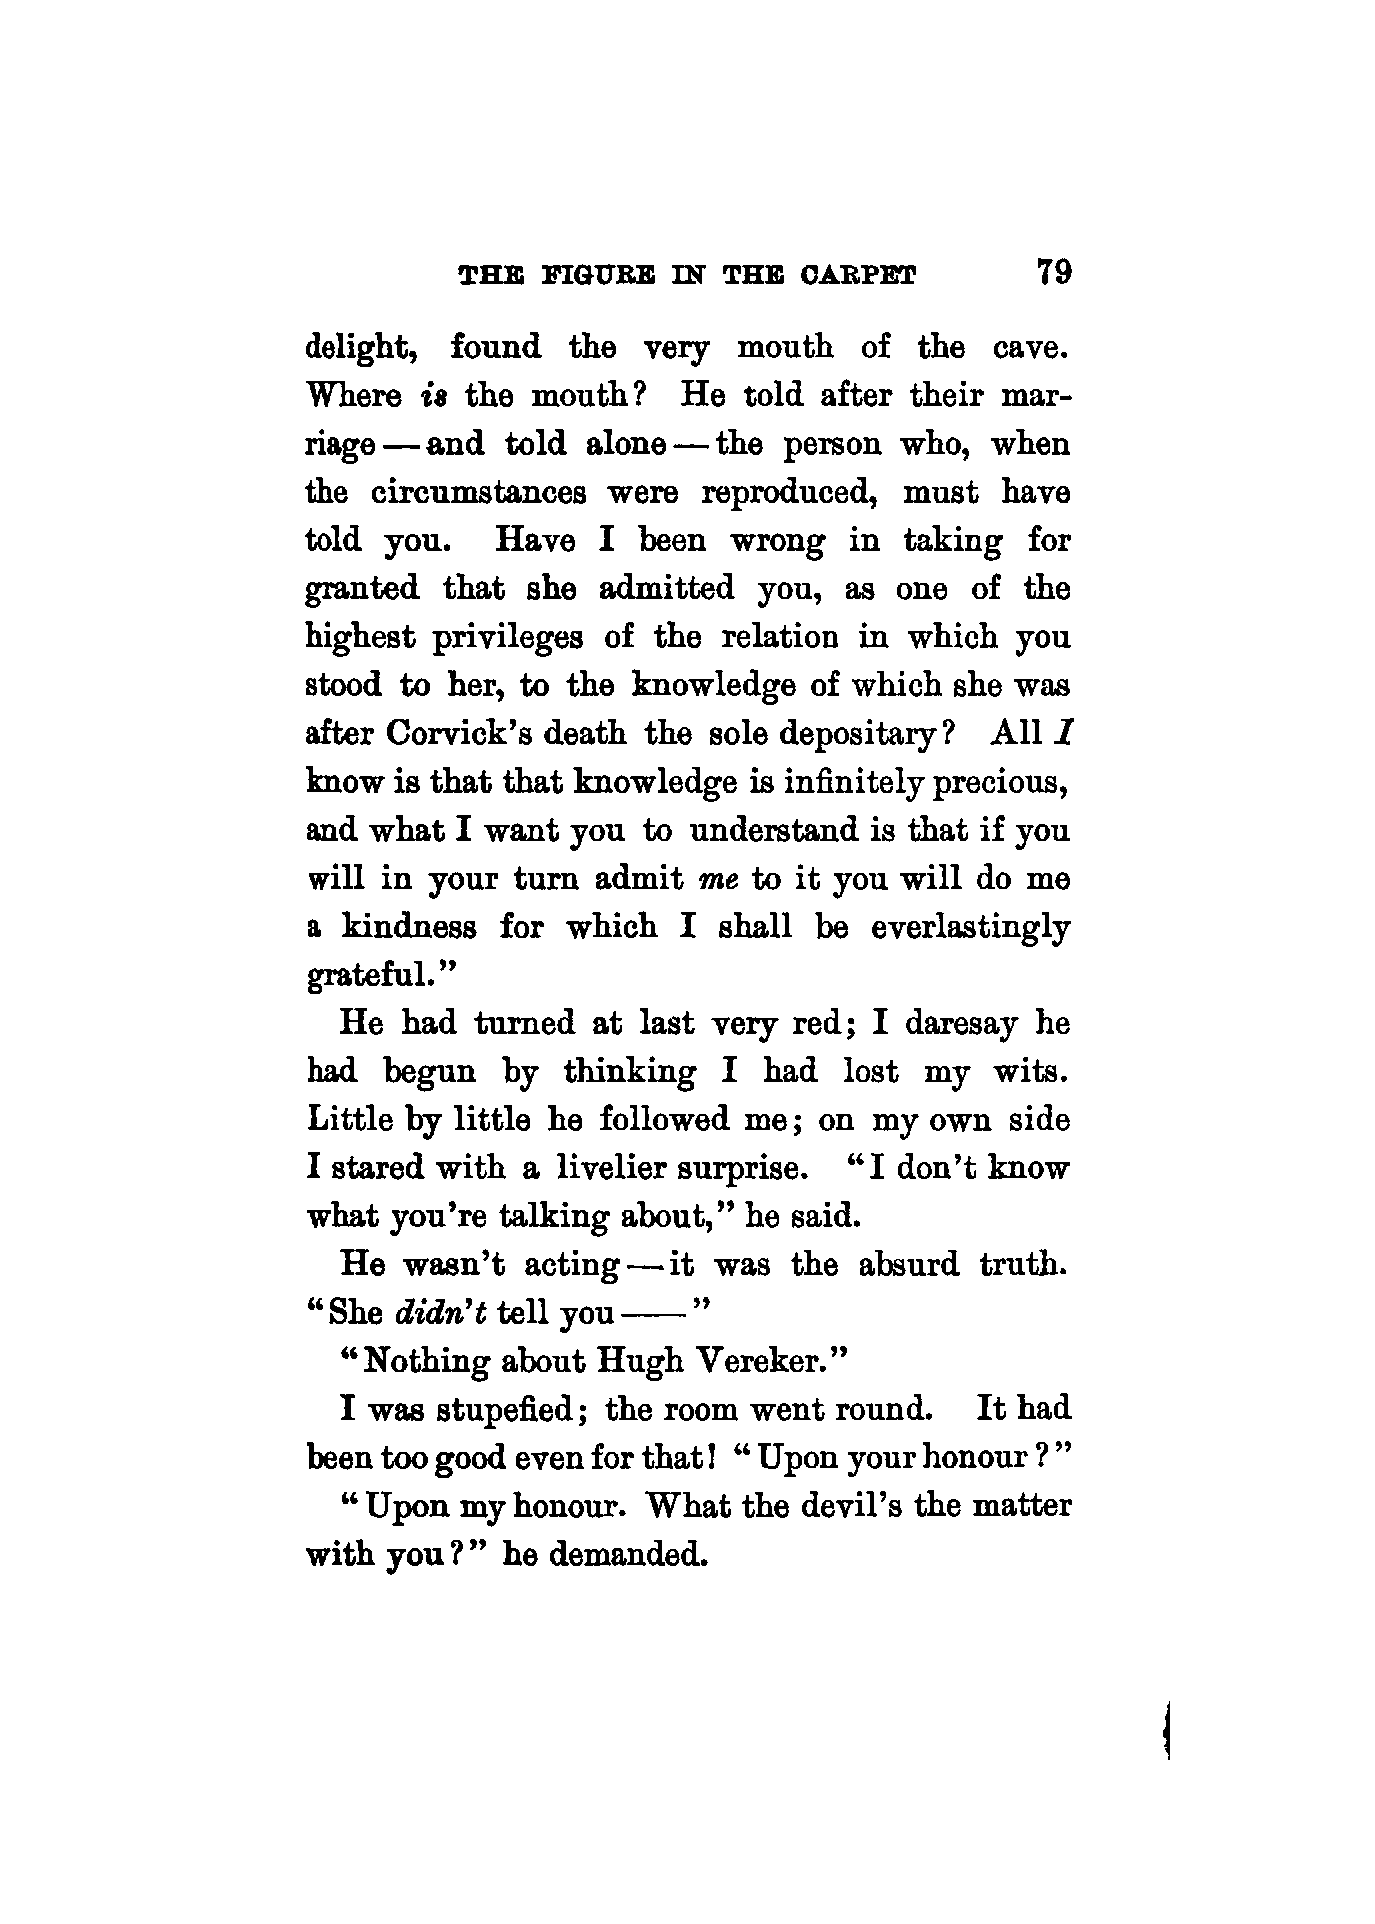 THE FIGURE IN THE CARPET 79
delight, found the very mouth of the cave.
Where is the mouth? He told after their mar-
riage—and told alone—the person who, when
the circumstances were reproduced, must have
told you. Have I been wrong in taking for
granted that she admitted you, as one of the
highest privileges of the relation in which you
stood to her, to the knowledge of which she was
after Corvick's death the sole depositary? All I
know is that that knowledge is infinitely precious,
and what I want you to understand is that if you
will in your turn admit me to it you will do me
a kindness for which I shall be everlastingly
grateful."
He had turned at last very red; I daresay he
had begun by thinking I had lost my wits.
Little by little he followed me; on my own side
I stared with a livelier surprise. "I don't know
what you're talking about," he said.
He wasn't acting—it was the absurd truth.
"She didn't tell you——"
"Nothing about Hugh Vereker."
I was stupefied; the room went round. It had
been too good even for that! "Upon your honour?"
"Upon my honour. What the devil's the matter
with you?" he demanded.